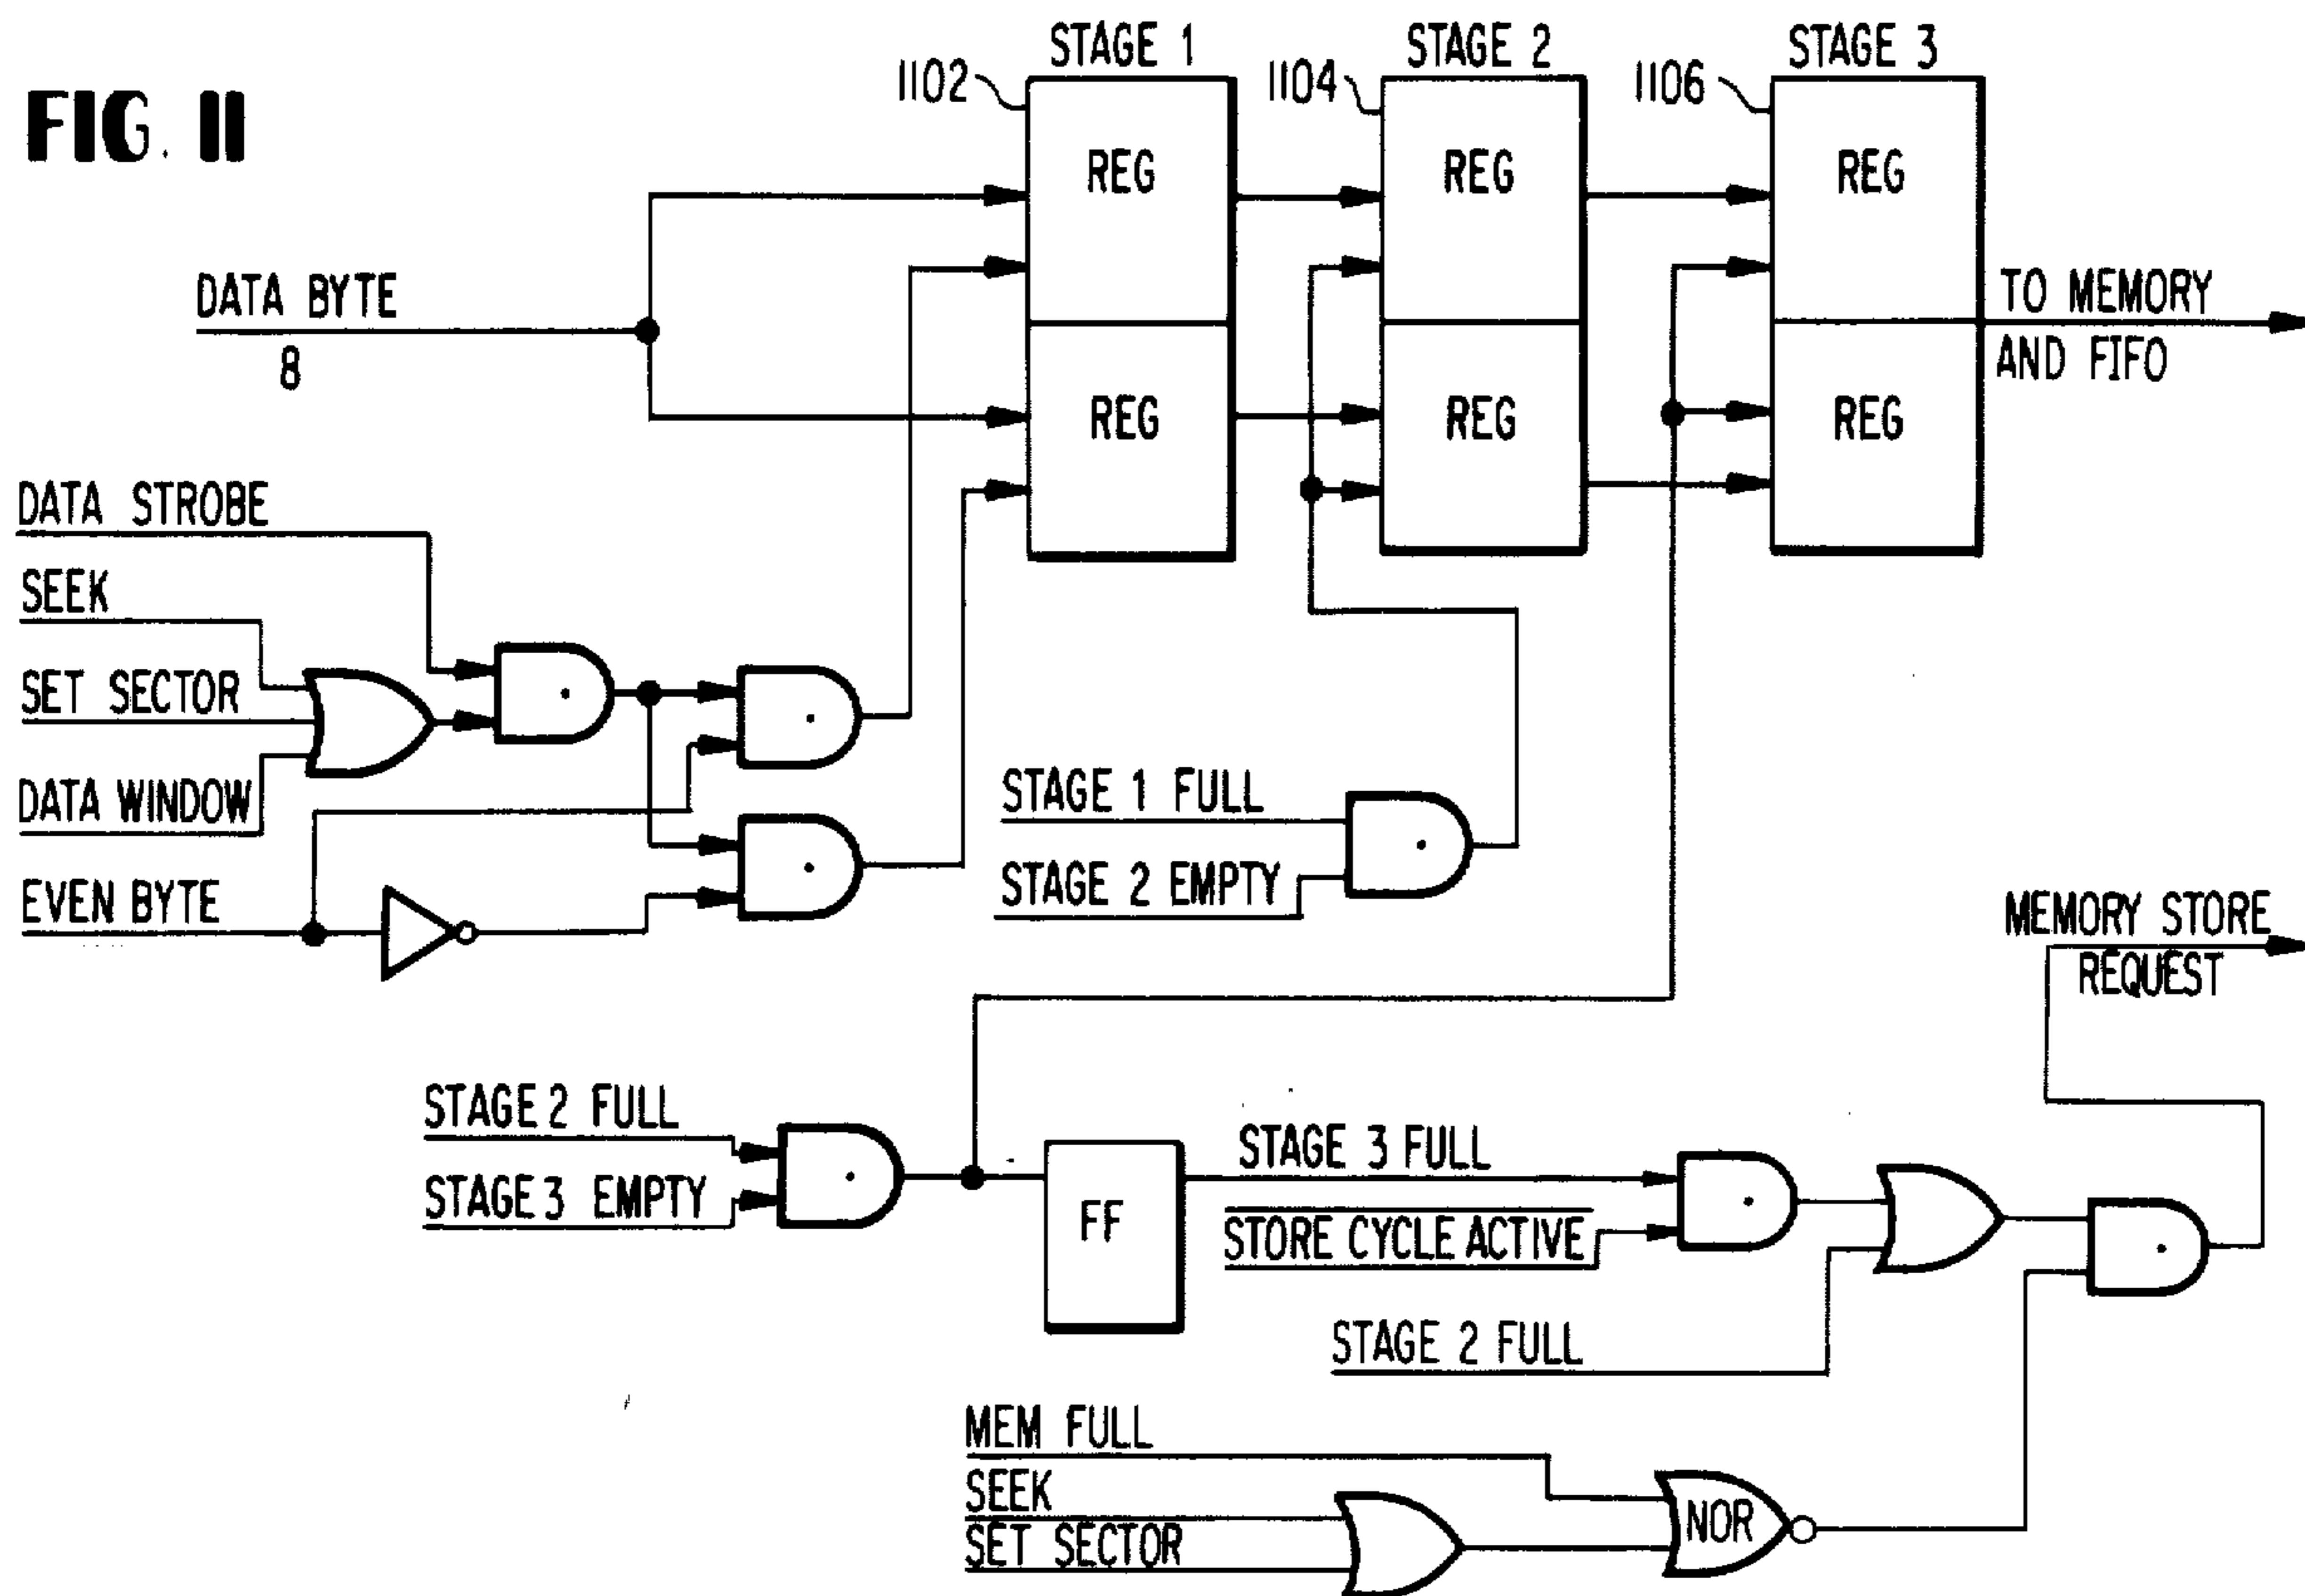 FIG. 11
STAGE 1
STAGE 2
STAGE 3
1102
1104
1106
REG
REG
REG
DATA BYTE
8
TO MEMORY
AND FIFO
REG
REG
REG
DATA STROBE
SEEK
SET SECTOR
DATA WINDOW
EVEN BYTE
STAGE 1 FULL
STAGE 2 EMPTY
MEMORY STORE
REQUEST
STAGE 2 FULL
STAGE 3 EMPTY
FF
STAGE 3 FULL
STORE CYCLE ACTIVE
STAGE 2 FULL
MEM FULL
SEEK
SET SECTOR
NOR